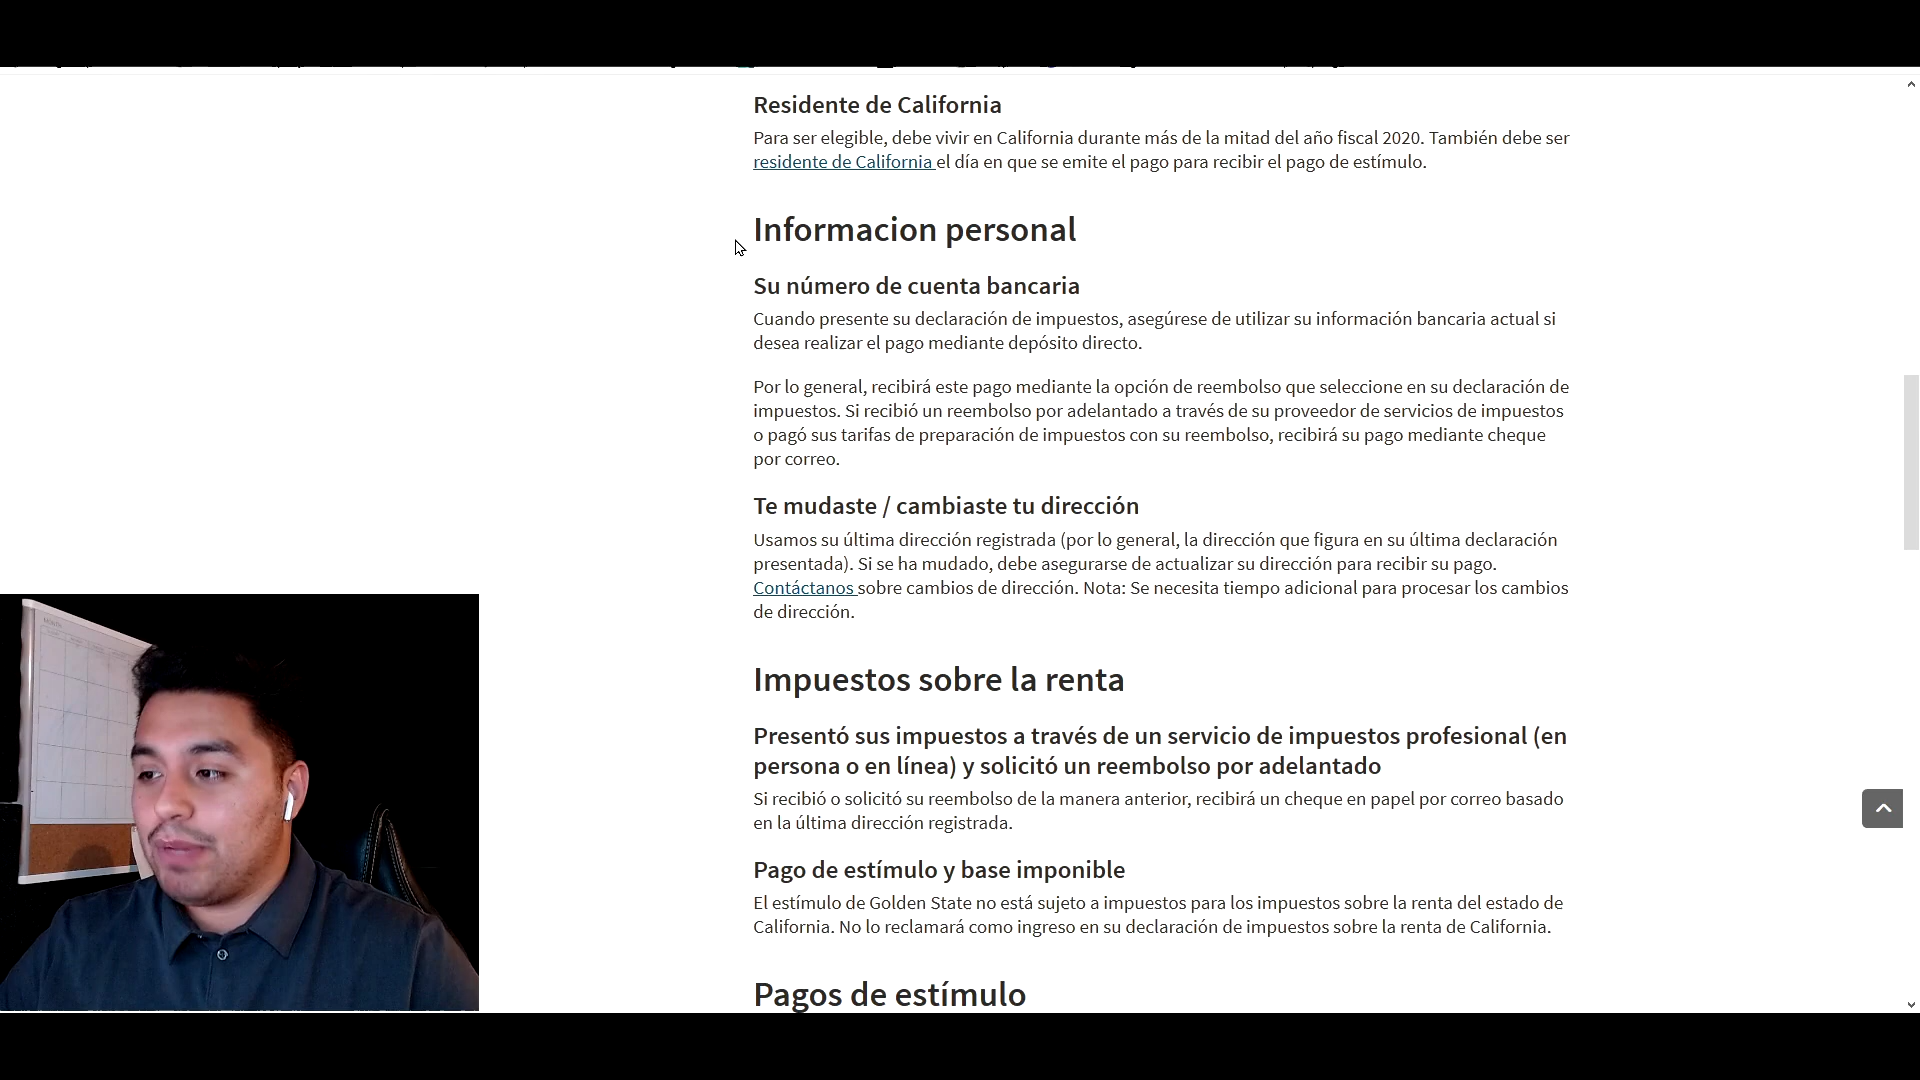 Residente de California
Para ser elegible, debe vivir en California durante más de la mitad del año fiscal 2020. También debe ser
residente de California el día en que se emite el pago para recibir el pago de estímulo.
Informacion personal
Su número de cuenta bancaria
Cuando presente su declaración de impuestos, asegúrese de utilizar su información bancaria actual si
desea realizar el pago mediante depósito directo.
Por lo general, recibirá este pago mediante la opción de reembolso que seleccione en su declaración de
impuestos. Si recibió un reembolso por adelantado a través de su proveedor de servicios de impuestos
o pagó sus tarifas de preparación de impuestos con su reembolso, recibirá su pago mediante cheque
por correo.
Te mudaste / cambiaste tu dirección
Usamos su última dirección registrada (por lo general, la dirección que figura en su última declaración
presentada). Si se ha mudado, debe asegurarse de actualizar su dirección para recibir su pago.
Contáctanos sobre cambios de dirección. Nota: Se necesita tiempo adicional para procesar los cambios
de dirección.
Impuestos sobre la renta
Presentó sus impuestos a través de un servicio de impuestos profesional (en
persona o en línea) y solicitó un reembolso por adelantado
Si recibió o solicitó su reembolso de la manera anterior, recibirá un cheque en papel por correo basado
en la última dirección registrada.
Pago de estímulo y base imponible
El estímulo de Golden State no está sujeto a impuestos para los impuestos sobre la renta del estado de
California. No lo reclamará como ingreso en su declaración de impuestos sobre la renta de California.
Pagos de estímulo